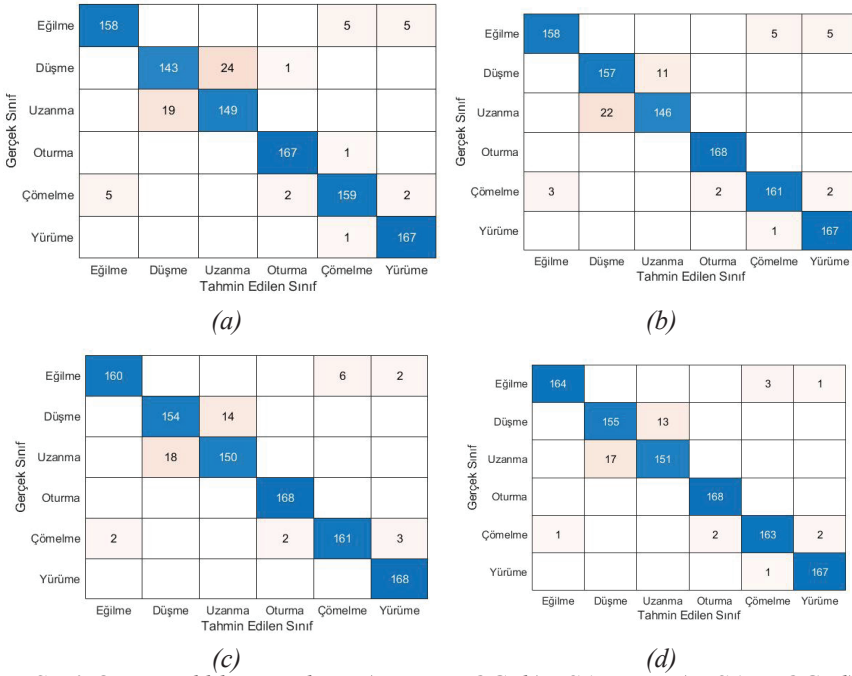 Gerçek Sınıf
Eğilme 158 5 5
Düşme 143 24 1
Uzanma 19 149
Oturma 167 1
Çömelme 5 2 159 2
Yürüme 1 167
Eğilme Düşme Uzanma Oturma Çömelme Yürüme
Tahmin Edilen Sınıf
(a)
Gerçek Sınıf
Eğilme 158 5 5
Düşme 157 11
Uzanma 22 146
Oturma 168
Çömelme 3 2 161 2
Yürüme 1 167
Eğilme Düşme Uzanma Oturma Çömelme Yürüme
Tahmin Edilen Sınıf
(b)
Gerçek Sınıf
Eğilme 160 6 2
Düşme 154 14
Uzanma 18 150
Oturma 168
Çömelme 2 2 161 3
Yürüme 168
Eğilme Düşme Uzanma Oturma Çömelme Yürüme
Tahmin Edilen Sınıf
(c)
Gerçek Sınıf
Eğilme 164 3 1
Düşme 155 13
Uzanma 17 151
Oturma 168
Çömelme 1 2 163 2
Yürüme 1 167
Eğilme Düşme Uzanma Oturma Çömelme Yürüme
Tahmin Edilen Sınıf
(d)